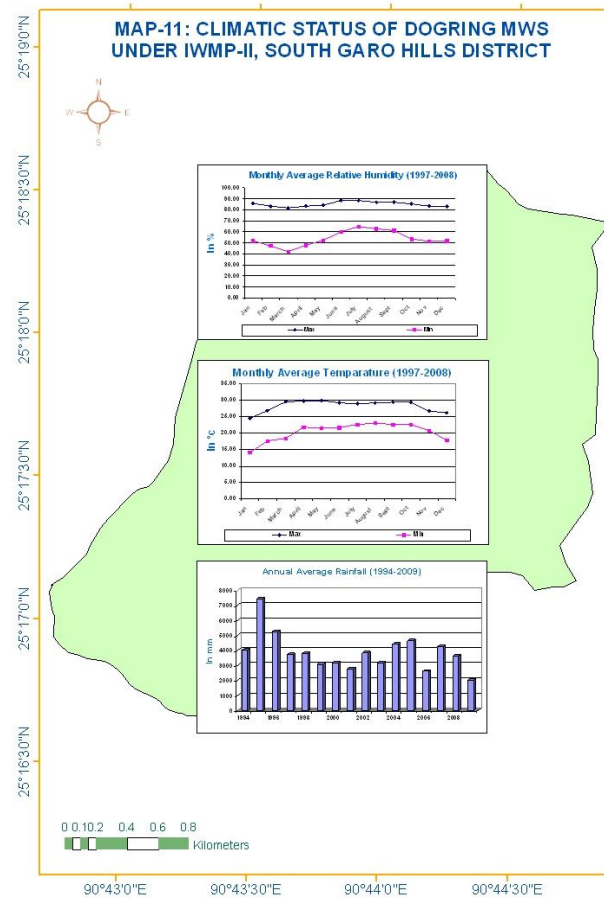 MAP-11: CLIMATIC STATUS OF DOGRING MWS
UNDER IWMP-II, SOUTH GARO HILLS DISTRICT
25°19'0"N
N
W E
S
25°18'30"N
Monthly Average Relative Humidity (1997-2008)
100.00
90.00
80.00
70.00
60.00
50.00
40.00
30.00
20.00
10.00
0.00
In %
Jan Feb March April May June July August Sept Oct Nov Dec
Max Min
25°18'0"N
Monthly Average Temparature (1997-2008)
35.00
30.00
25.00
20.00
15.00
10.00
5.00
0.00
In °c
Jan Feb March April May June July August Sept Oct Nov Dec
Max Min
25°17'30"N
Annual Average Rainfall (1994-2009)
8000
7000
6000
5000
4000
3000
2000
1000
0
In mm
1994 1996 1998 2000 2002 2004 2006 2008
25°17'0"N
25°16'30"N
0 0.10.2 0.4 0.6 0.8
Kilometers
90°43'0"E 90°43'30"E 90°44'0"E 90°44'30"E